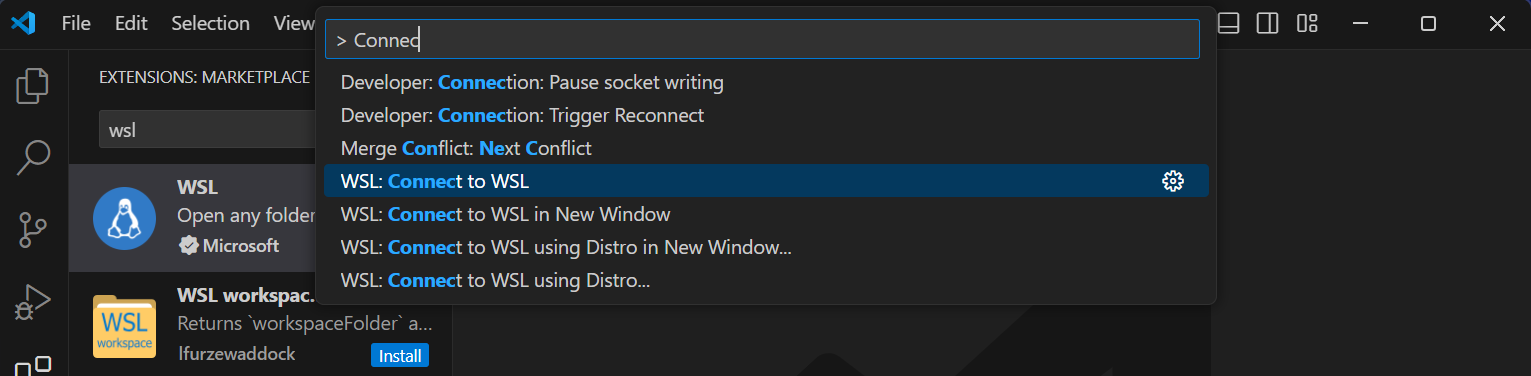 File Edit Selection View
> Connec
Developer: Connection: Pause socket writing
Developer: Connection: Trigger Reconnect
Merge Conflict: Next Conflict
WSL: Connect to WSL
WSL: Connect to WSL in New Window
WSL: Connect to WSL using Distro in New Window...
WSL: Connect to WSL using Distro...
EXTENSIONS: MARKETPLACE
wsl
WSL
Open any folder
Microsoft
WSL workspac.
Returns `workspaceFolder` a...
lfurzewaddock
Install
WSL
workspace